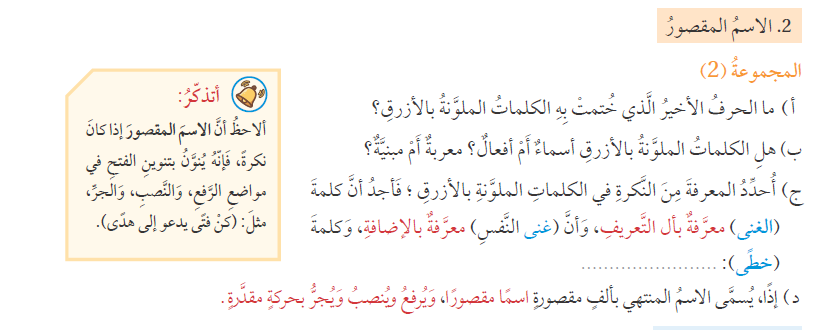 2. الاسمُ المقصورُ
المجموعةُ (2)
أ) ما الحرفُ الأخيرُ الَّذي خُتمتْ بِهِ الكلماتُ الملوَّنةُ بالأزرقِ؟
ب) هلِ الكلماتُ الملوَّنةُ بالأزرقِ أسماءٌ أَمْ أفعالٌ؟ معربةٌ أَمْ مبنيَّةٌ؟
ج) أُحدِّدُ المعرفةَ مِنَ النَّكرةِ في الكلماتِ الملوَّنةِ بالأزرقِ ؛ فأجدُ أنَّ كلمةَ
(الغنى) معرَّفةٌ بأل التَّعريفِ، وَأنَّ (غنى النَّفسِ) معرَّفةٌ بالإضافةِ، وَكلمةَ
(خطًى): ........................
د) إذًا، يُسمَّى الاسمُ المنتهي بألفٍ مقصورةٍ اسمًا مقصورًا، وَيُرفعُ وَيُنصبُ وَيُجرُّ بحركةٍ مقدَّرةٍ.
أتذكّرُ:
ألاحظُ أنَّ الاسمَ المقصورَ إذا كانَ
نكرةً، فَإنّهُ يُنوَّنُ بتنوينِ الفتحِ في
مواضعِ الرَّفعِ، وَالنَّصبِ، وَالجرِّ،
مثلَ: (كنْ فتًى يدعو إلى هدًى).